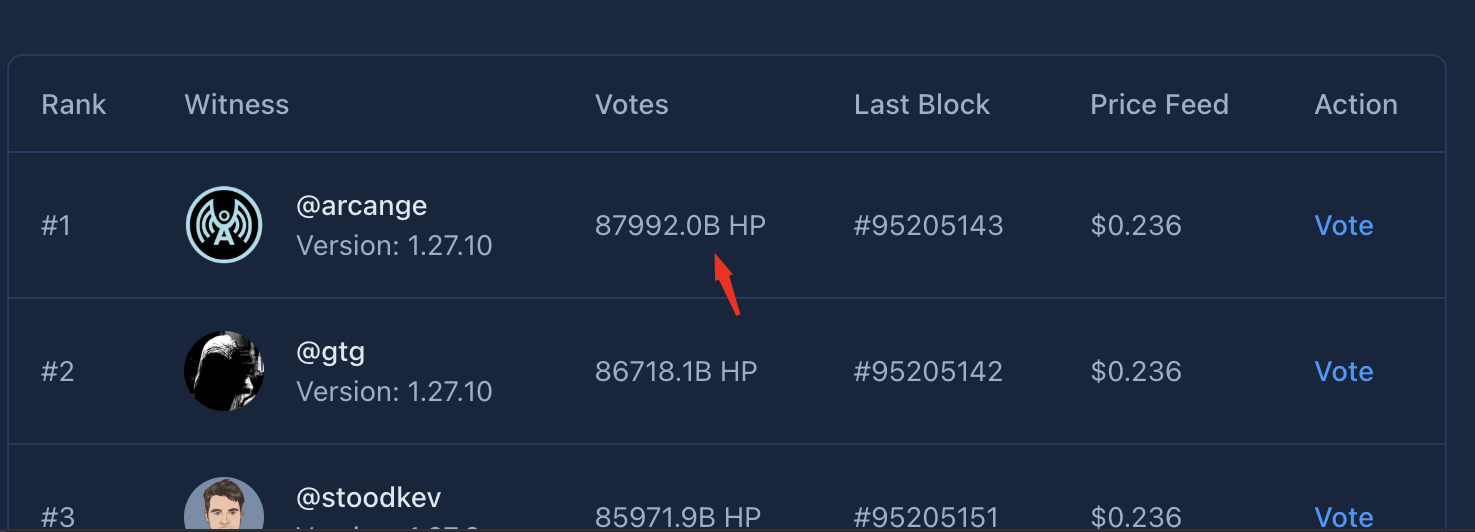 Rank Witness Votes Last Block Price Feed Action
#1 @arcange 87992.0B HP #95205143 $0.236 Vote
Version: 1.27.10
#2 @gtg 86718.1B HP #95205142 $0.236 Vote
Version: 1.27.10
#3 @stoodkev 85971.9B HP #95205151 $0.236 Vote